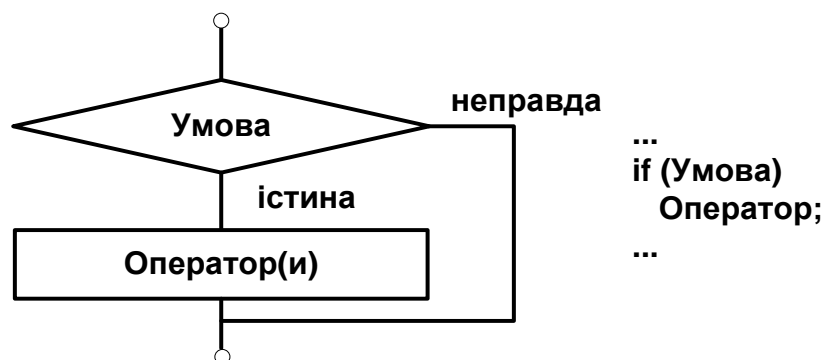 Умова
неправда
істина
Оператор(и)
...
if (Умова)
Оператор;
...